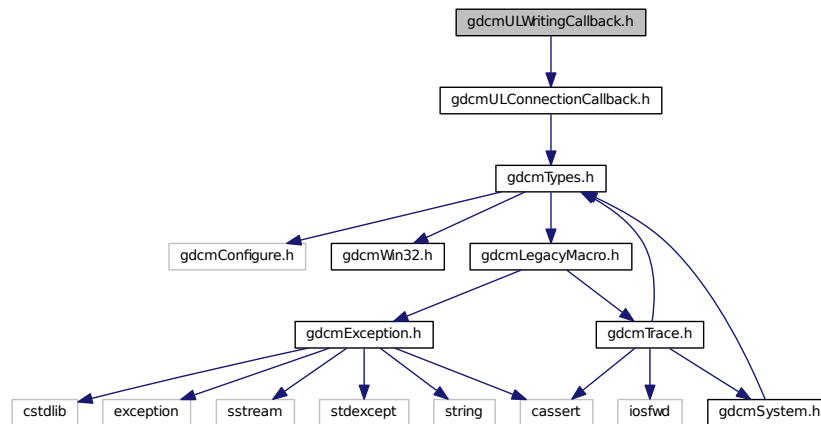 gdcmULWritingCallback.h
gdcmULConnectionCallback.h
gdcmTypes.h
gdcmConfigure.h
gdcmWin32.h
gdcmLegacyMacro.h
gdcmException.h
gdcmTrace.h
cstdlib
exception
sstream
stdexcept
string
cassert
iosfwd
gdcmSystem.h